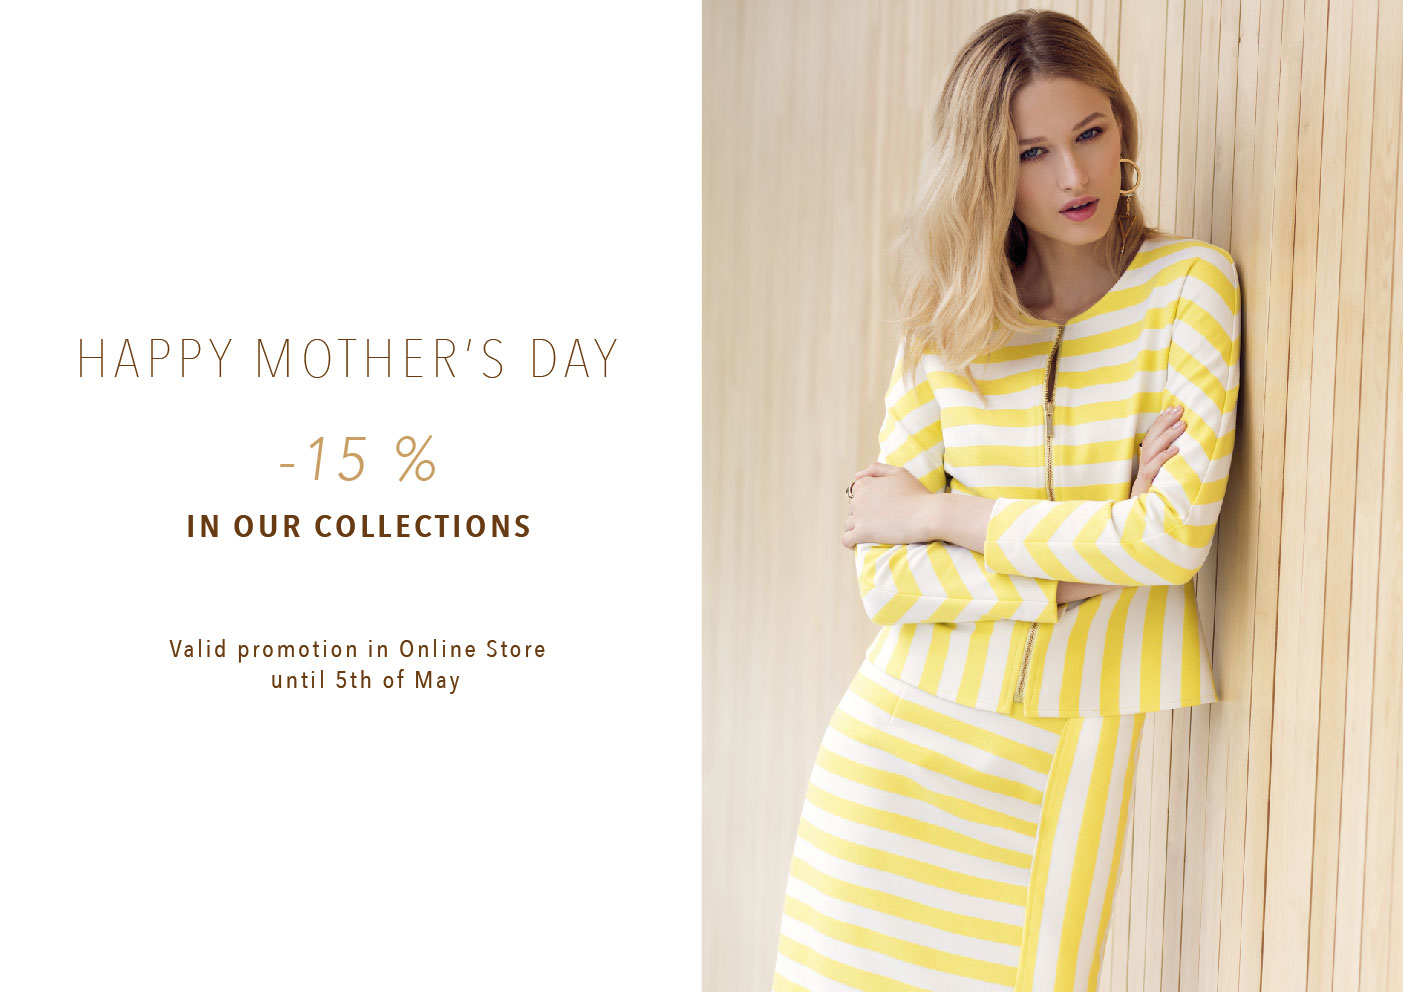 HAPPY MOTHER’S DAY
-15 %
IN OUR COLLECTIONS
Valid promotion in Online Store
until 5th of May